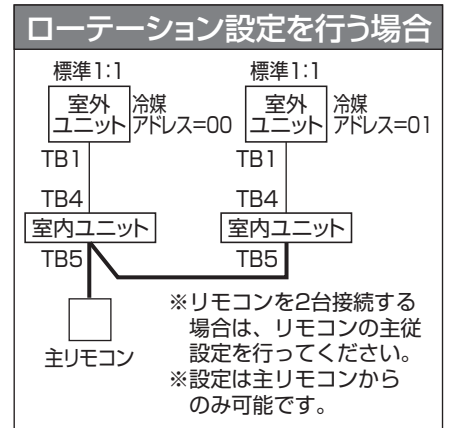 ローテーション設定を行う場合
標準1:1
室外
ユニット
冷媒
アドレス=00
TB1
TB4
室内ユニット
TB5
主リモコン
標準1:1
室外
ユニット
冷媒
アドレス=01
TB1
TB4
室内ユニット
TB5
※リモコンを2台接続する
場合は、リモコンの主従
設定を行ってください。
※設定は主リモコンから
のみ可能です。